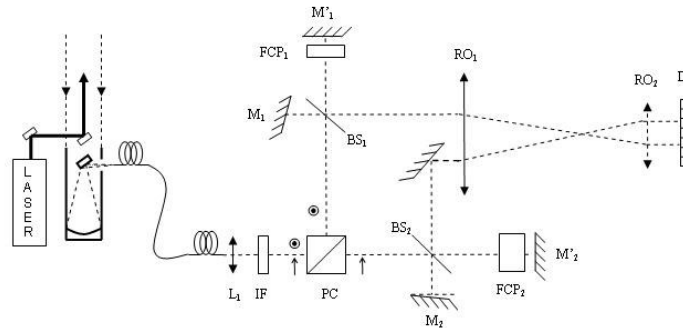 M'₁
FCP₁
RO₁
RO₂
D
M₁
BS₁
LASER
BS₂
M'₂
FCP₂
L₁
IF
PC
M₂